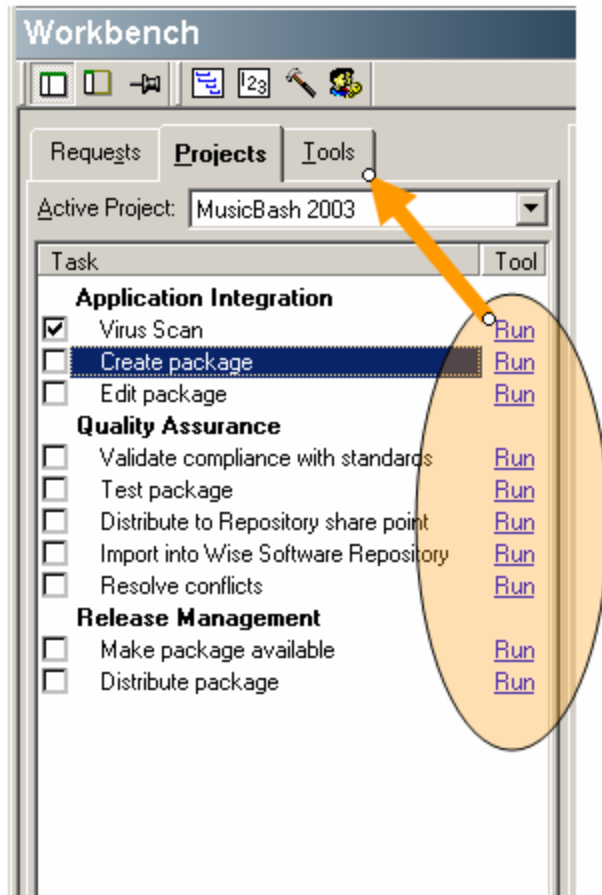 Workbench
123
Requests Projects Tools
Active Project: MusicBash 2003
Task Tool
Application Integration
Virus Scan Run
Create package Run
Edit package Run
Quality Assurance
Validate compliance with standards Run
Test package Run
Distribute to Repository share point Run
Import into Wise Software Repository Run
Resolve conflicts Run
Release Management
Make package available Run
Distribute package Run